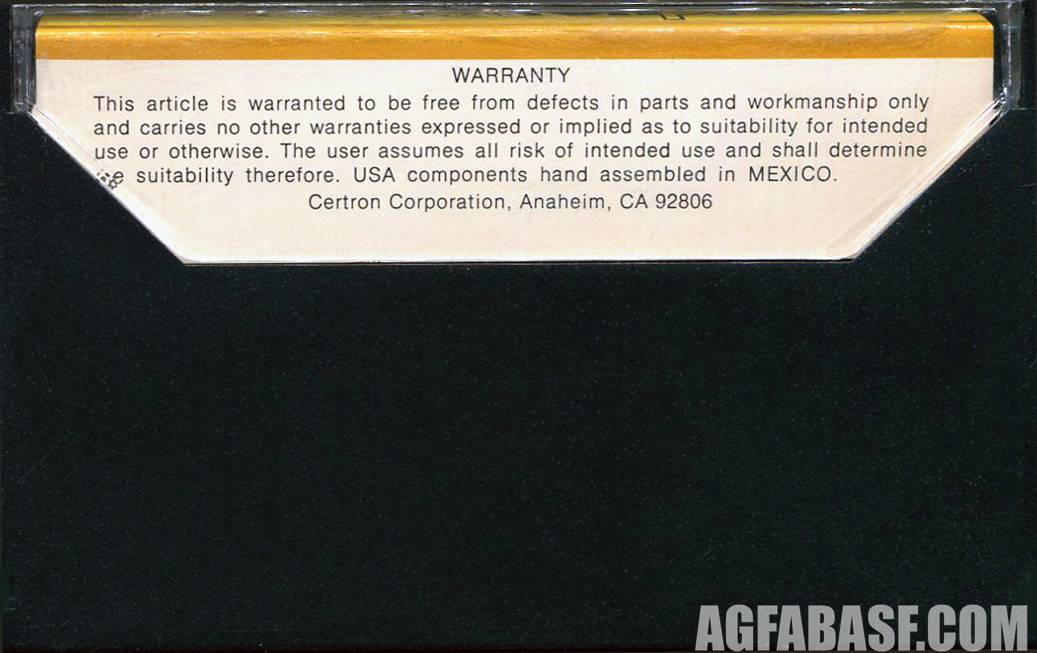 WARRANTY
This article is warranted to be free from defects in parts and workmanship only
and carries no other warranties expressed or implied as to suitability for intended
use or otherwise. The user assumes all risk of intended use and shall determine
suitability therefore. USA components hand assembled in MEXICO.
Certron Corporation, Anaheim, CA 92806
AGFABASF.COM